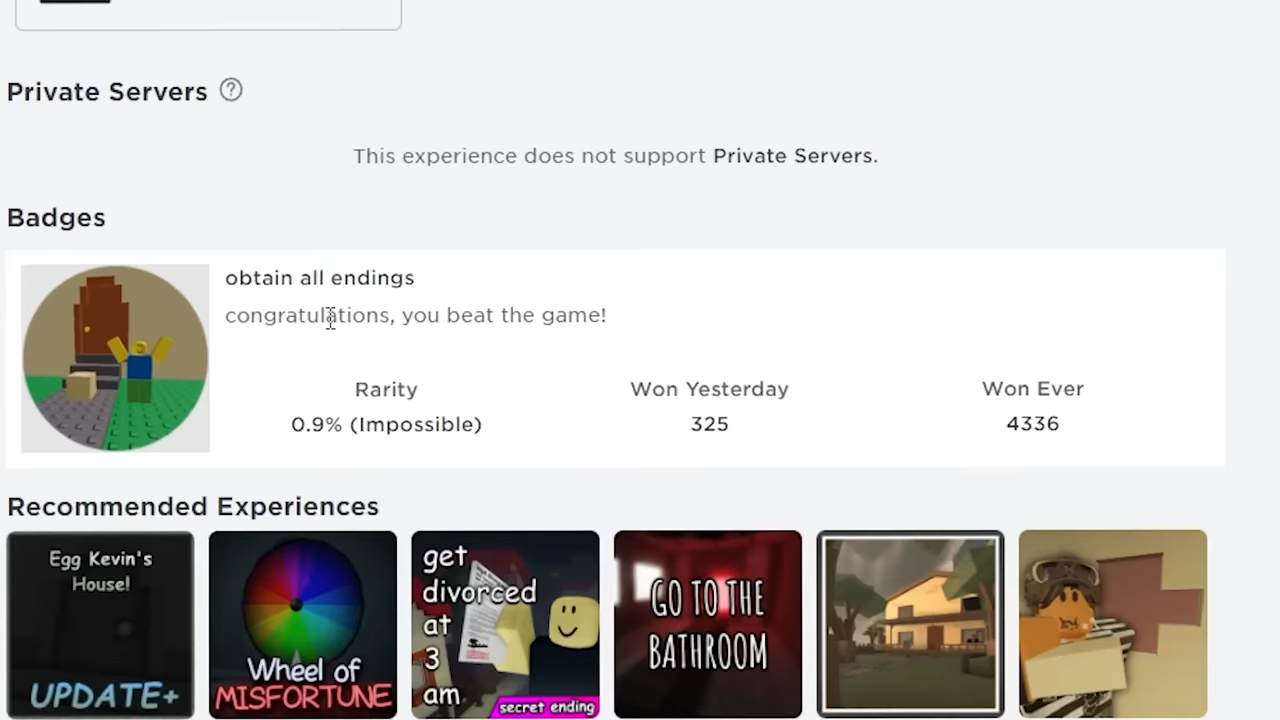 Private Servers
This experience does not support Private Servers.
Badges
obtain all endings
congratulations, you beat the game!
Rarity
Won Yesterday
Won Ever
0.9% (Impossible)
325
4336
Recommended Experiences
Egg Kevin's
House!
UPDATE+
Wheel of
MISFORTUNE
get
divorced
at
3
am
secret ending
GO TO THE
BATHROOM